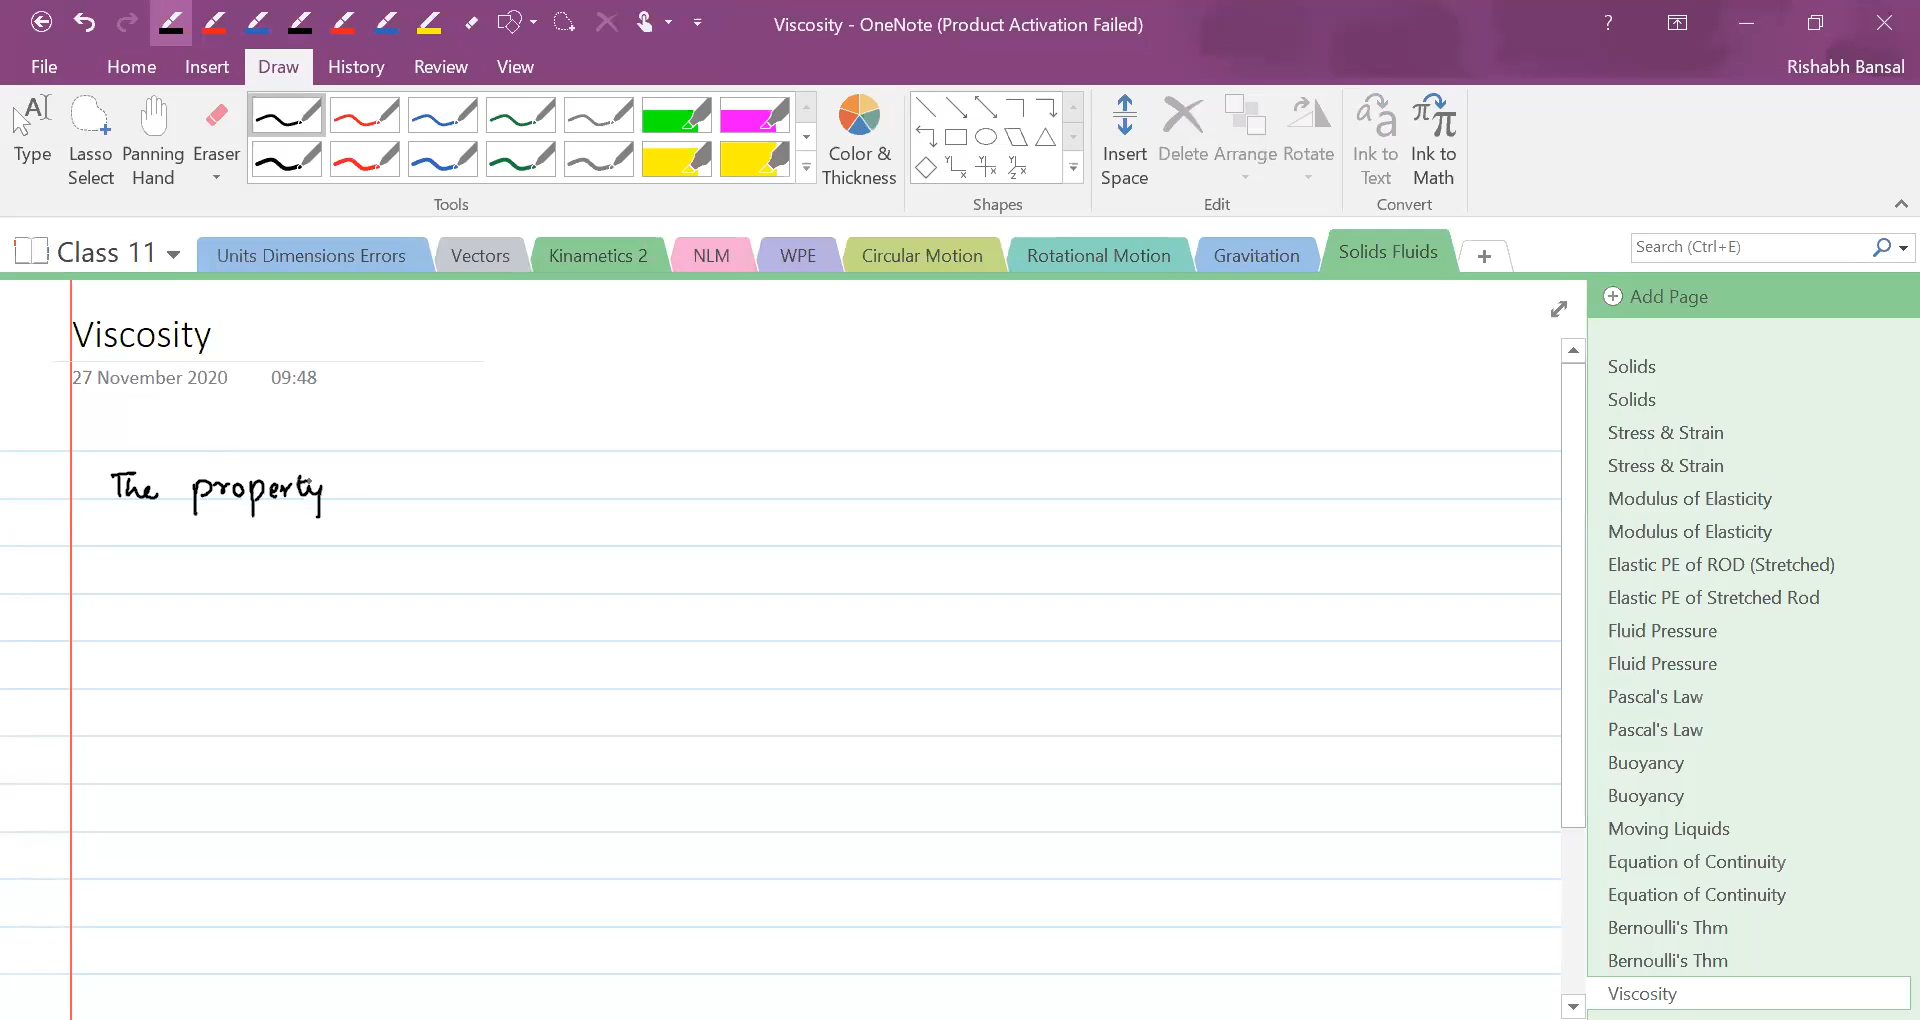 Viscosity - OneNote (Product Activation Failed)
?
File Home Insert Draw History Review View
Rishabh Bansal
Type
Lasso Select
Panning Hand
Eraser
Color & Thickness
Insert Space
Delete
Arrange
Rotate
Ink to Text
Ink to Math
Tools
Shapes
Edit
Convert
Class 11
Units Dimensions Errors
Vectors
Kinametics 2
NLM
WPE
Circular Motion
Rotational Motion
Gravitation
Solids Fluids
+
Search (Ctrl+E)
Add Page
Viscosity
27 November 2020 09:48
The property
Solids
Solids
Stress & Strain
Stress & Strain
Modulus of Elasticity
Modulus of Elasticity
Elastic PE of ROD (Stretched)
Elastic PE of Stretched Rod
Fluid Pressure
Fluid Pressure
Pascal's Law
Pascal's Law
Buoyancy
Buoyancy
Moving Liquids
Equation of Continuity
Equation of Continuity
Bernoulli's Thm
Bernoulli's Thm
Viscosity